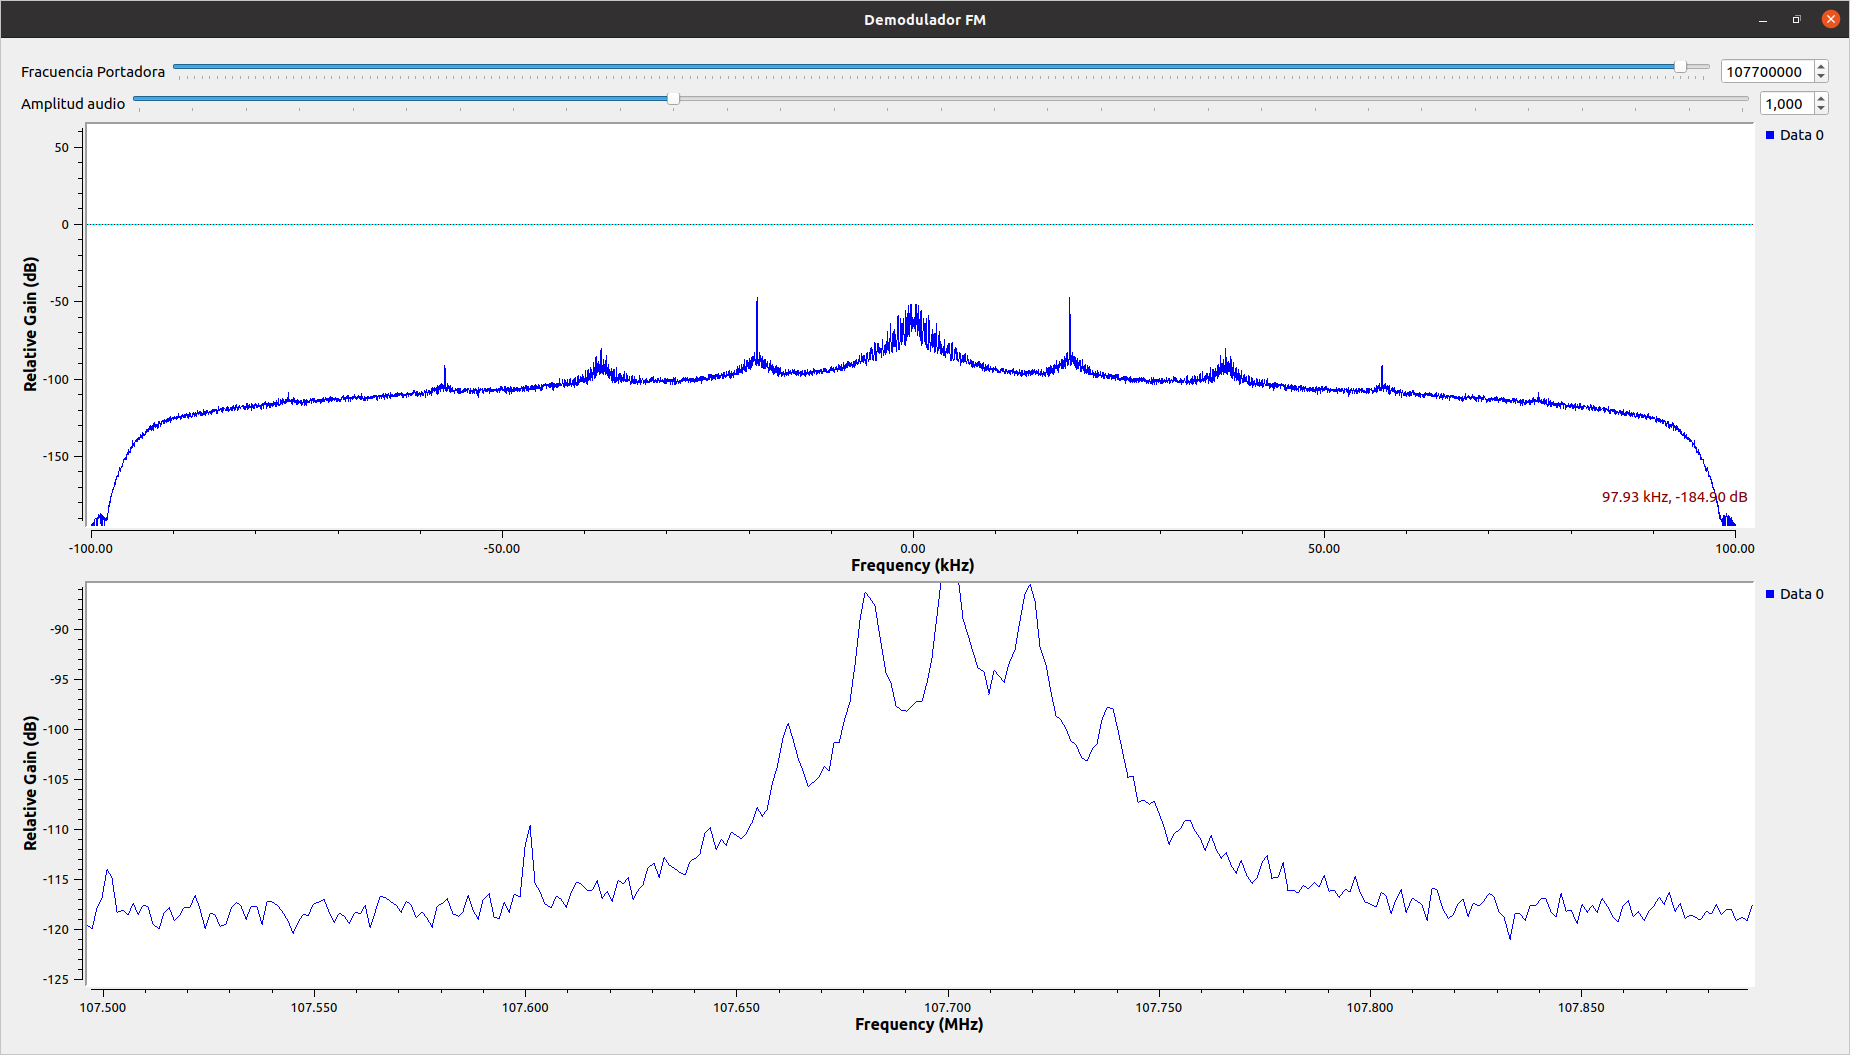 Demodulador FM
Fracuencia Portadora
107700000
Amplitud audio
1,000
Data 0
50
0
-50
-100
-150
Relative Gain (dB)
97.93 kHz, -184.90 dB
-100.00 -50.00 0.00 50.00 100.00
Frequency (kHz)
Data 0
-90
-95
-100
-105
-110
-115
-120
-125
Relative Gain (dB)
107.500 107.550 107.600 107.650 107.700 107.750 107.800 107.850
Frequency (MHz)